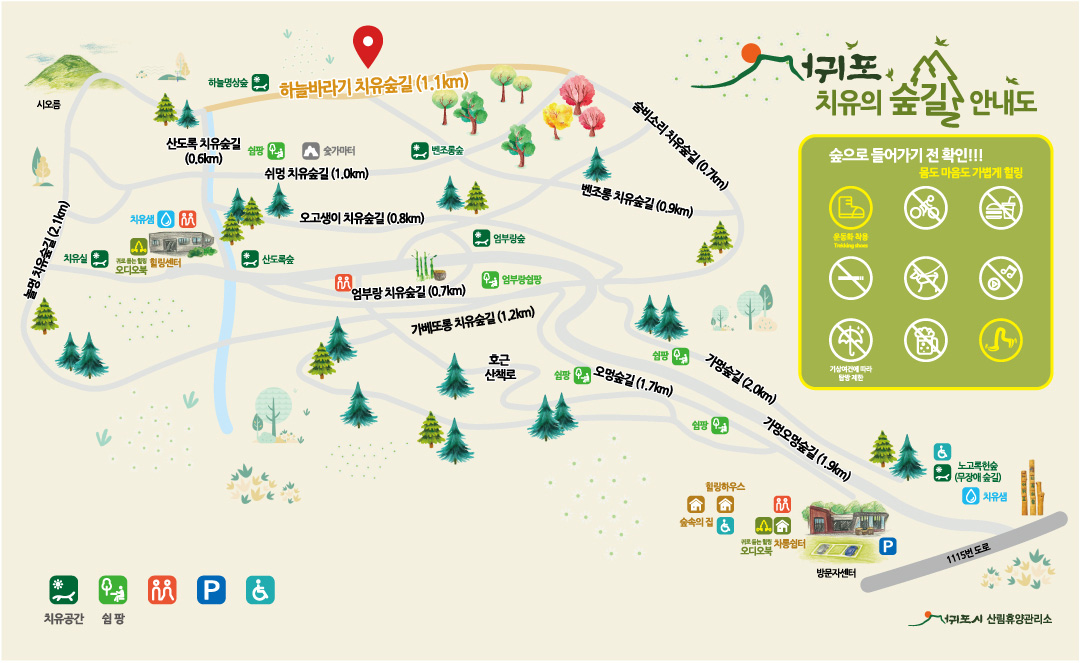 서귀포
치유의 숲길 안내도
숲으로 들어가기 전 확인!!!
몸도 마음도 가볍게 힐링
운동화 착용
Trekking shoes
기상여건에 따라
탐방 제한
시오름
하늘명상숲
하늘바라기 치유숲길 (1.1km)
숨비소리 치유숲길 (0.7km)
산도록 치유숲길
(0.6km)
쉼팡
숯가마터
벤조롱숲
쉬멍 치유숲길 (1.0km)
벤조롱 치유숲길 (0.9km)
놀멍 치유숲길 (2.1km)
치유샘
오고생이 치유숲길 (0.8km)
엄부랑숲
치유실
귀로 듣는 힐링
오디오북
힐링센터
산도록숲
엄부랑쉼팡
엄부랑 치유숲길 (0.7km)
가베또롱 치유숲길 (1.2km)
호근
산책로
쉼팡
오멍숲길 (1.7km)
쉼팡
가멍숲길 (2.0km)
쉼팡
가멍오멍숲길 (1.9km)
노고록헌숲
(무장애 숲길)
치유샘
힐링하우스
숲속의 집
귀로 듣는 힐링
오디오북
차롱쉼터
P
방문자센터
1115번 도로
P
치유공간
쉼 팡
서귀포시 산림휴양관리소